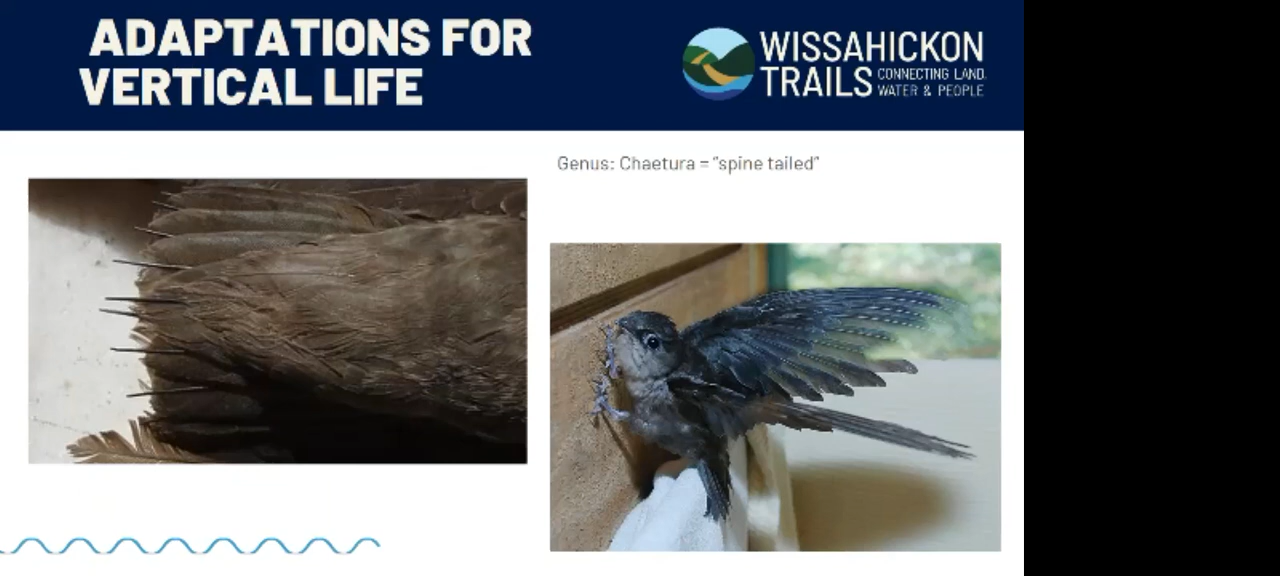 ADAPTATIONS FOR
VERTICAL LIFE
WISSAHICKON
TRAILS CONNECTING LAND,
WATER & PEOPLE
Genus: Chaetura = "spine tailed"